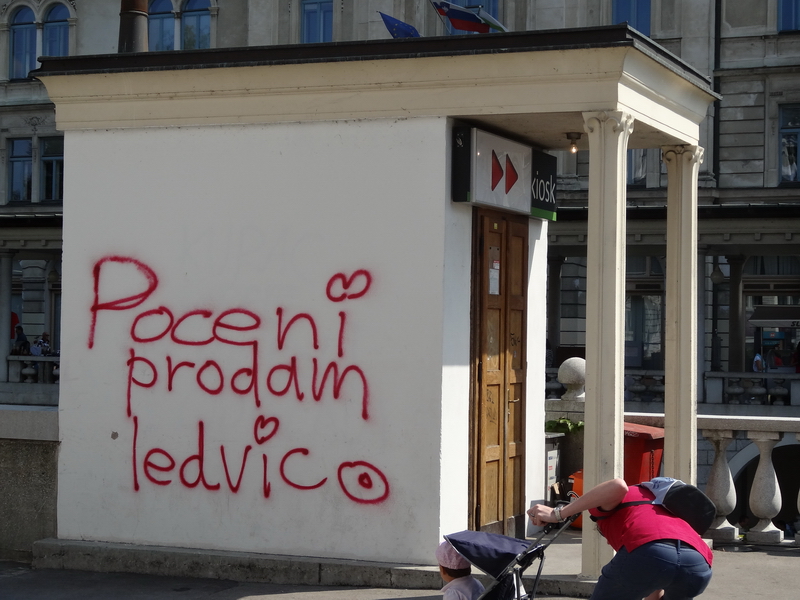 kiosk
Poceni
prodam
ledvico